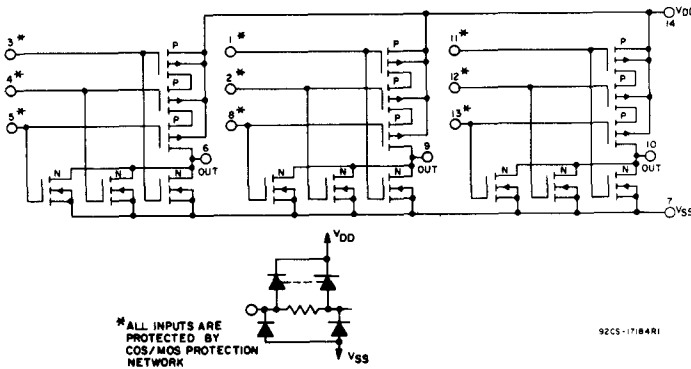 3* 1* 11* VDD
14
4* 2* 12*
5* 8* 13*
P P P
P P P
P P P
6 9 10
OUT OUT OUT
N N N N N N N N N
7
VSS
VDD
VSS
*ALL INPUTS ARE
PROTECTED BY
COS/MOS PROTECTION
NETWORK
92CS-17184R1